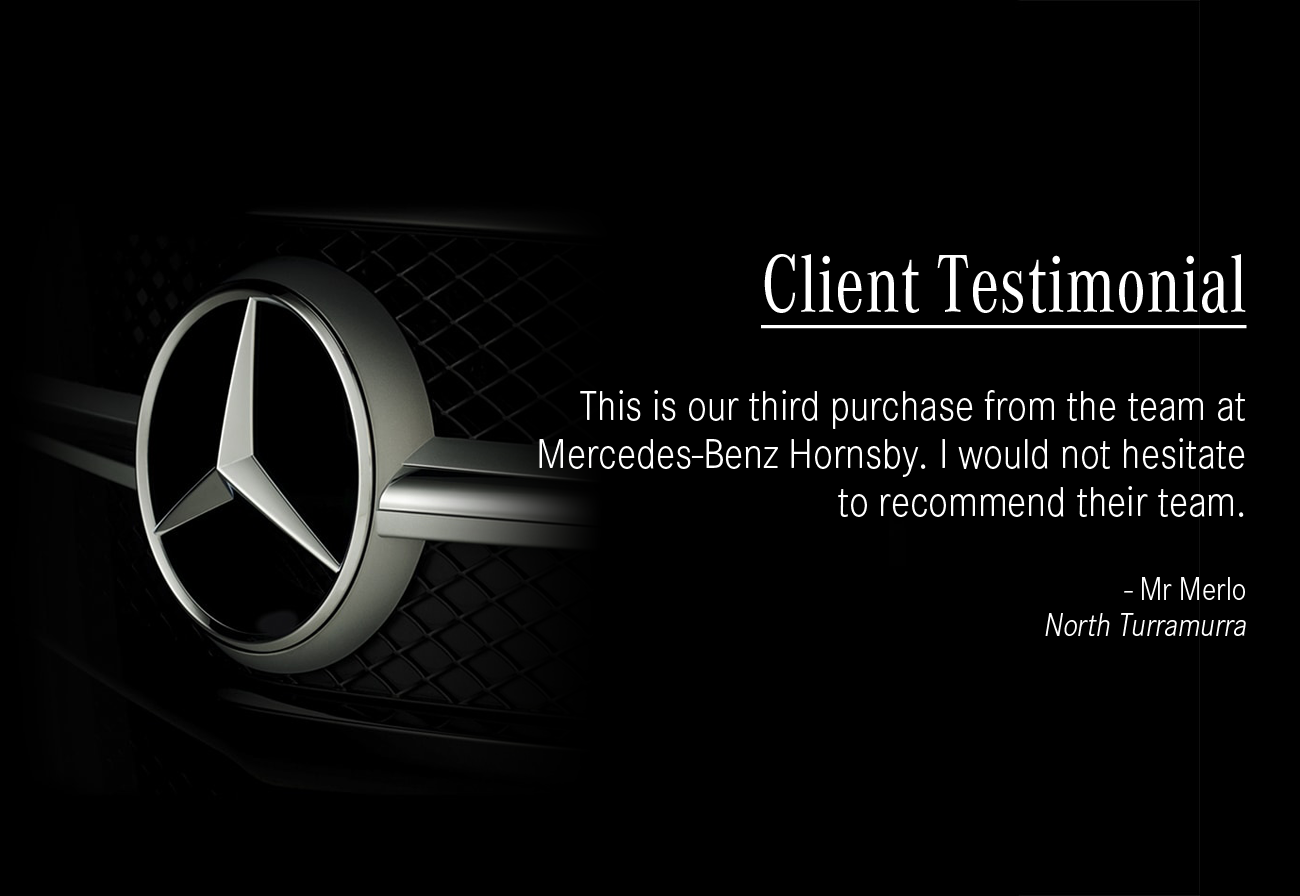 Client Testimonial
This is our third purchase from the team at
Mercedes-Benz Hornsby. I would not hesitate
to recommend their team.
- Mr Merlo
North Turramurra